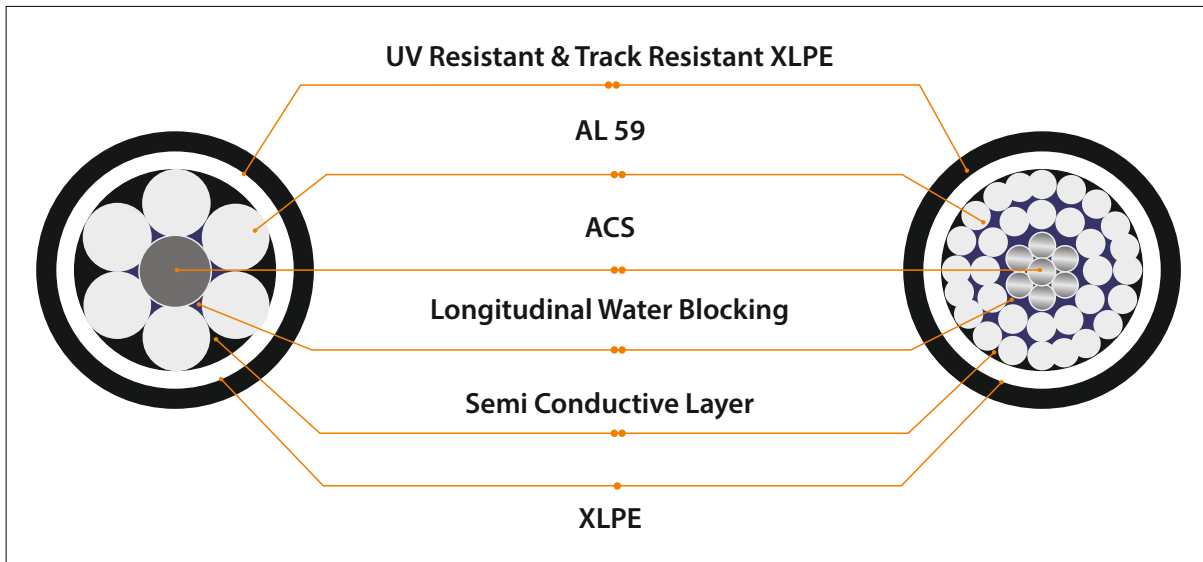 UV Resistant & Track Resistant XLPE
AL 59
ACS
Longitudinal Water Blocking
Semi Conductive Layer
XLPE